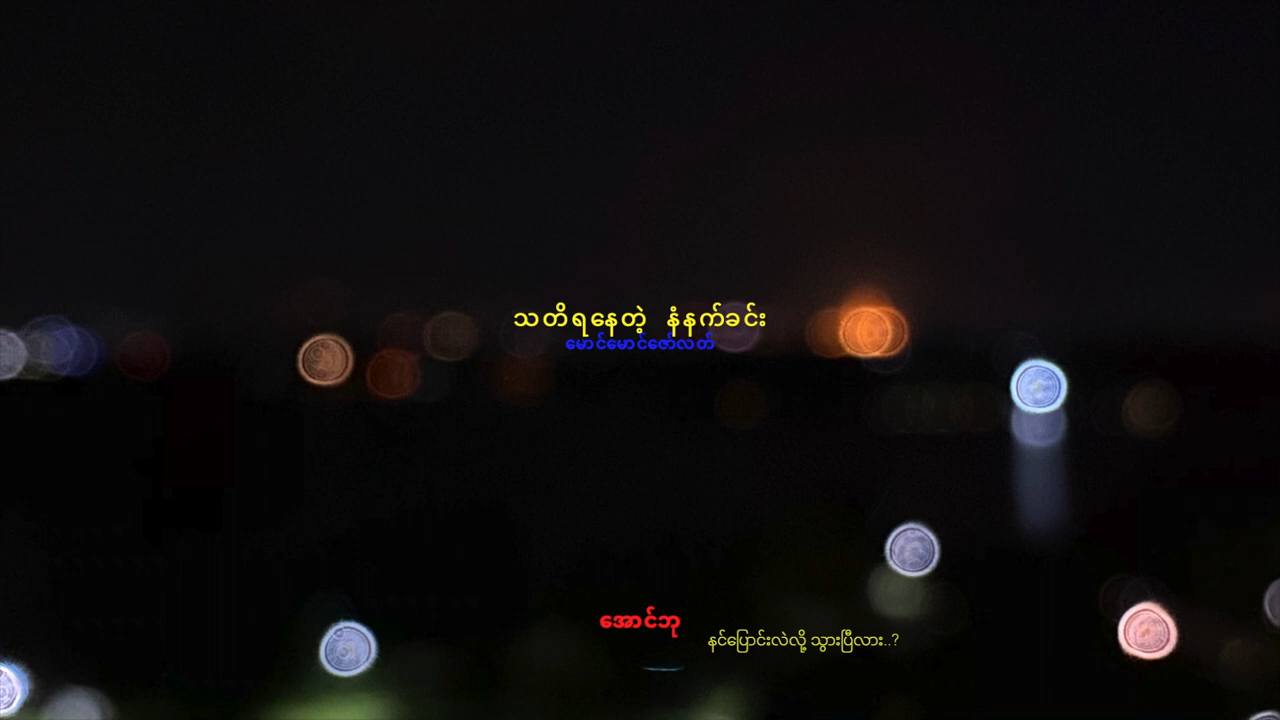 သတိရနေတဲ့ နံနက်ခင်း
မောင်မောင်ဇော်လတ်
အောင်ဘု
နင်ပြောင်းလဲလို့ သွားပြီလား..?